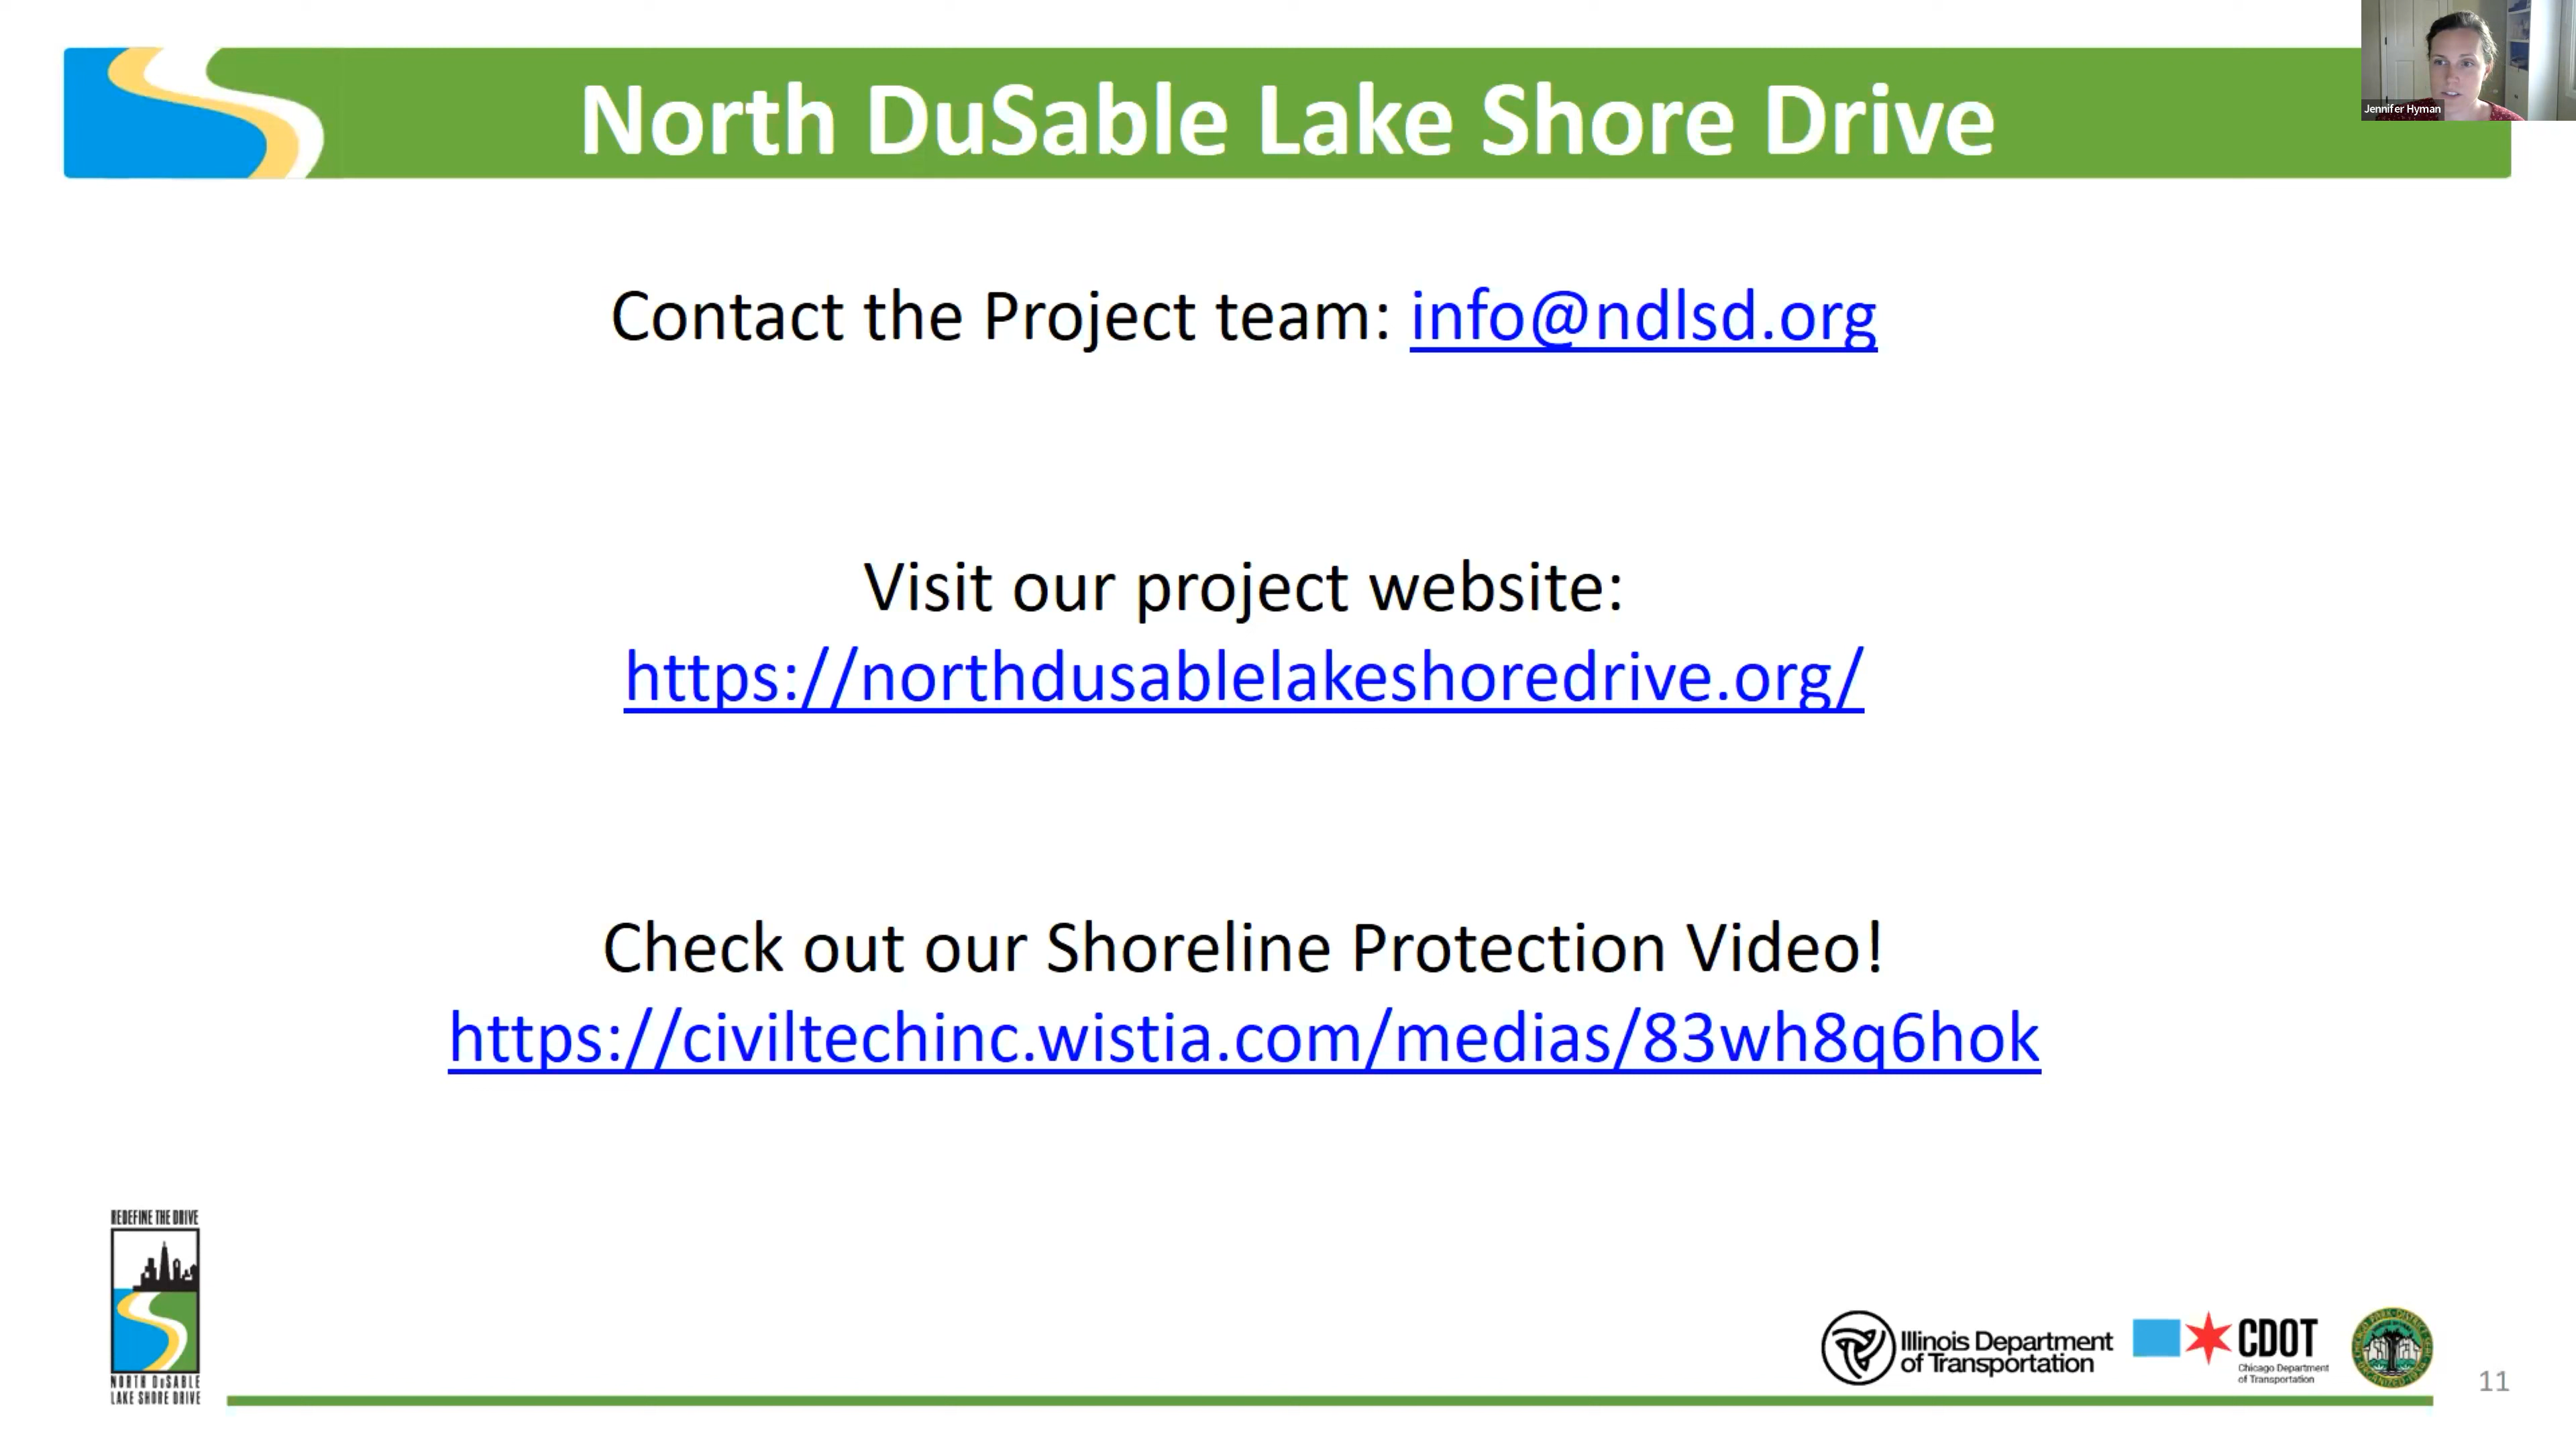 North DuSable Lake Shore Drive
Jennifer Hyman
Contact the Project team: info@ndlsd.org
Visit our project website:
https://northdusablelakeshoredrive.org/
Check out our Shoreline Protection Video!
https://civiltechinc.wistia.com/medias/83wh8q6hok
REDEFINE THE DRIVE
NORTH DuSABLE
LAKE SHORE DRIVE
Illinois Department
of Transportation
CDOT
Chicago Department
of Transportation
11